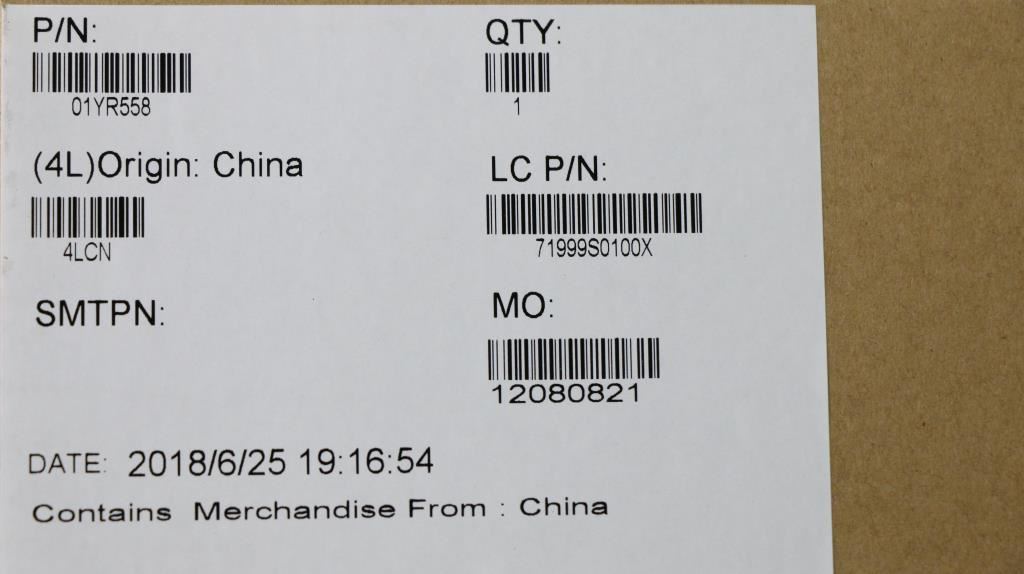 P/N:
01YR558
QTY:
1
(4L)Origin: China
4LCN
LC P/N:
71999S0100X
SMTPN:
MO:
12080821
DATE: 2018/6/25 19:16:54
Contains Merchandise From : China